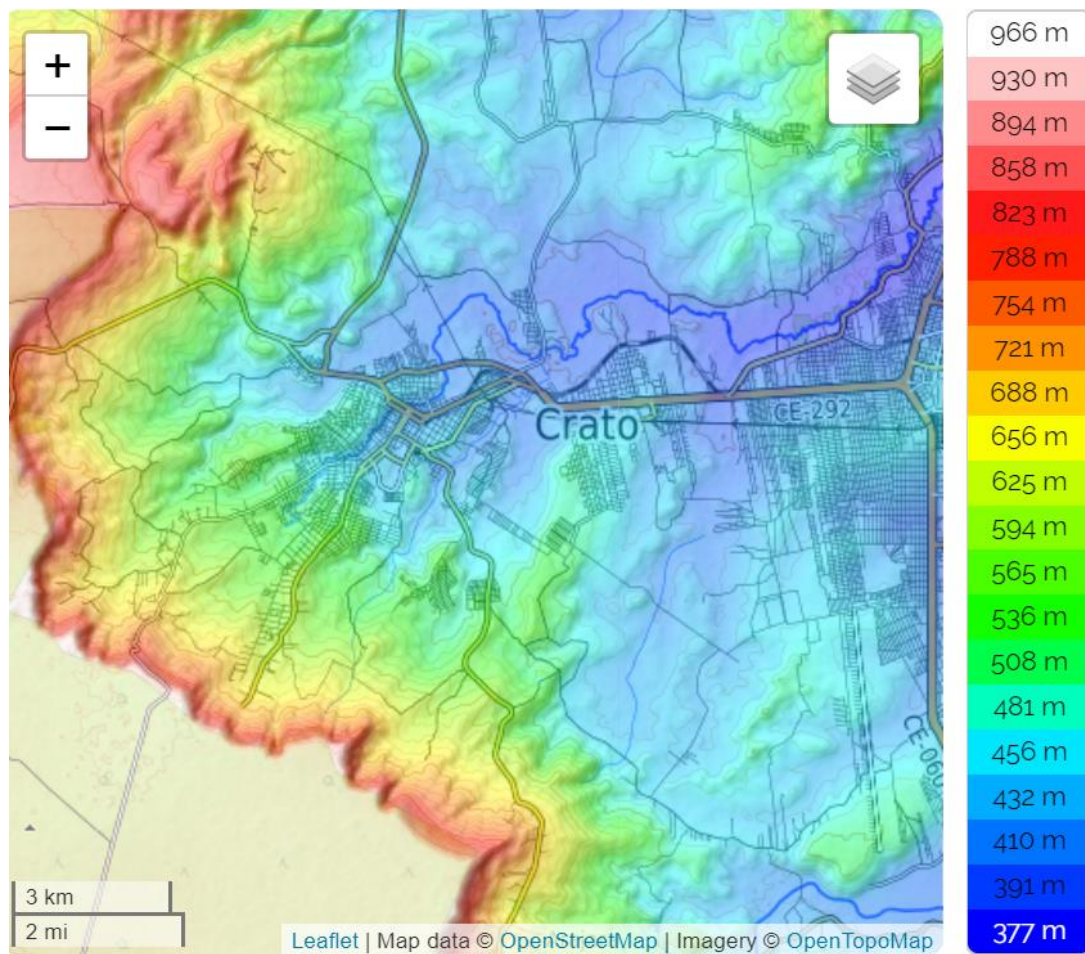 +
−
Crato
CE-292
CE-060
3 km
2 mi
Leaflet | Map data © OpenStreetMap | Imagery © OpenTopoMap
966 m
930 m
894 m
858 m
823 m
788 m
754 m
721 m
688 m
656 m
625 m
594 m
565 m
536 m
508 m
481 m
456 m
432 m
410 m
391 m
377 m